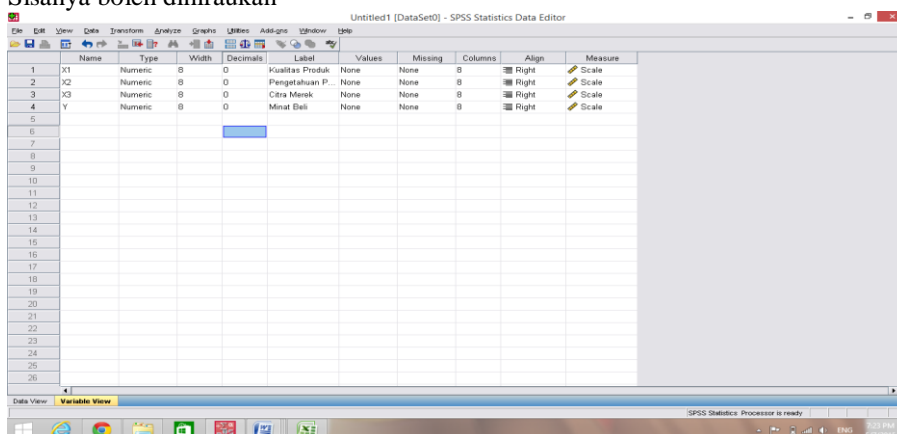 Sisanya boleh dihiraukan
Untitled1 [DataSet0] - SPSS Statistics Data Editor
File Edit View Data Transform Analyze Graphs Utilities Add-ons Window Help
Name Type Width Decimals Label Values Missing Columns Align Measure
1 X1 Numeric 8 0 Kualitas Produk None None 8 Right Scale
2 X2 Numeric 8 0 Pengetahuan P... None None 8 Right Scale
3 X3 Numeric 8 0 Citra Merek None None 8 Right Scale
4 Y Numeric 8 0 Minat Beli None None 8 Right Scale
5
6
7
8
9
10
11
12
13
14
15
16
17
18
19
20
21
22
23
24
25
26
Data View Variable View
SPSS Statistics Processor is ready
ENG 7:23 PM